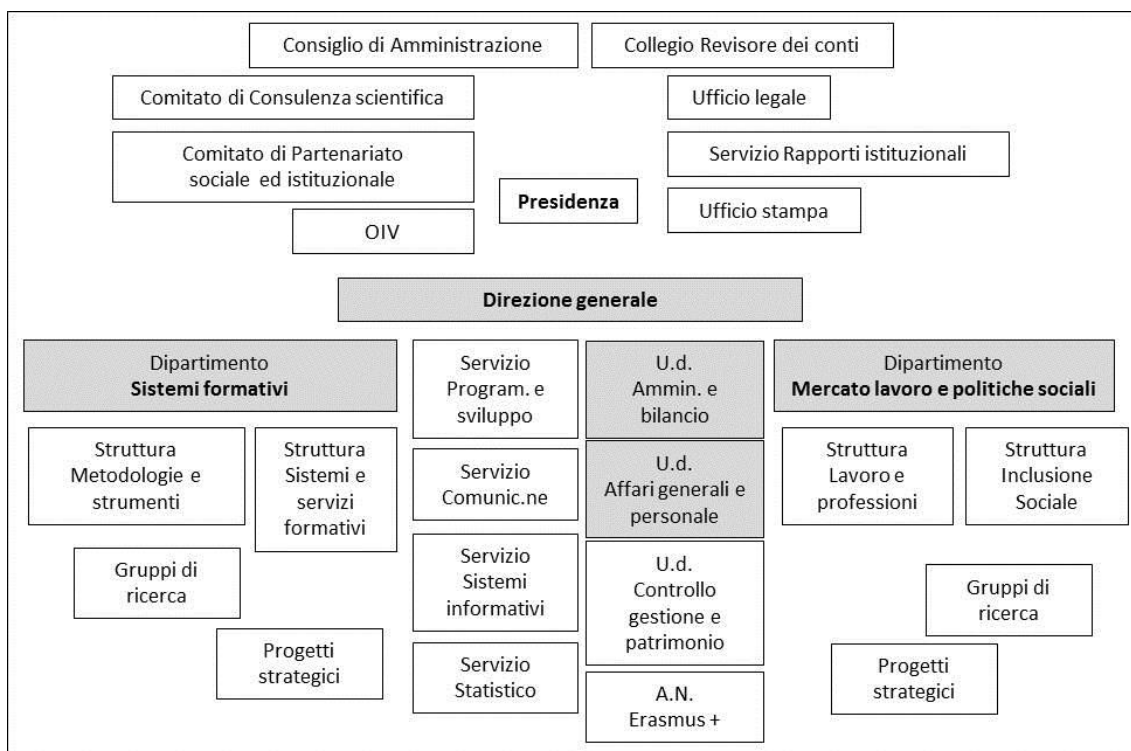 Consiglio di Amministrazione
Collegio Revisore dei conti
Comitato di Consulenza scientifica
Ufficio legale
Comitato di Partenariato
sociale ed istituzionale
Servizio Rapporti istituzionali
Presidenza
Ufficio stampa
OIV
Direzione generale
Dipartimento
Sistemi formativi
Servizio
Program. e
sviluppo
U.d.
Ammin. e
bilancio
Dipartimento
Mercato lavoro e politiche sociali
Struttura
Metodologie e
strumenti
Struttura
Sistemi e
servizi
formativi
Servizio
Comunic.ne
U.d.
Affari generali e
personale
Struttura
Lavoro e
professioni
Struttura
Inclusione
Sociale
Gruppi di
ricerca
Servizio
Sistemi
informativi
U.d.
Controllo
gestione e
patrimonio
Gruppi di
ricerca
Progetti
strategici
Servizio
Statistico
A.N.
Erasmus +
Progetti
strategici